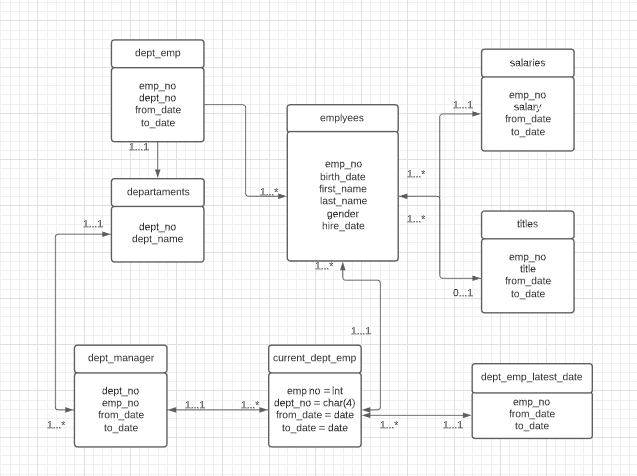 dept_emp
emp_no
dept_no
from_date
to_date
1...1
departaments
dept_no
dept_name
1...1
emplyees
emp_no
birth_date
first_name
last_name
gender
hire_date
1...*
1...*
1...*
1...*
salaries
emp_no
salary
from_date
to_date
1...1
titles
emp_no
title
from_date
to_date
0...1
dept_manager
dept_no
emp_no
from_date
to_date
1...*
1...1
1...*
current_dept_emp
emp no = Int
dept_no = char(4)
from_date = date
to_date = date
1...1
1...*
1...1
dept_emp_latest_date
emp_no
from_date
to_date